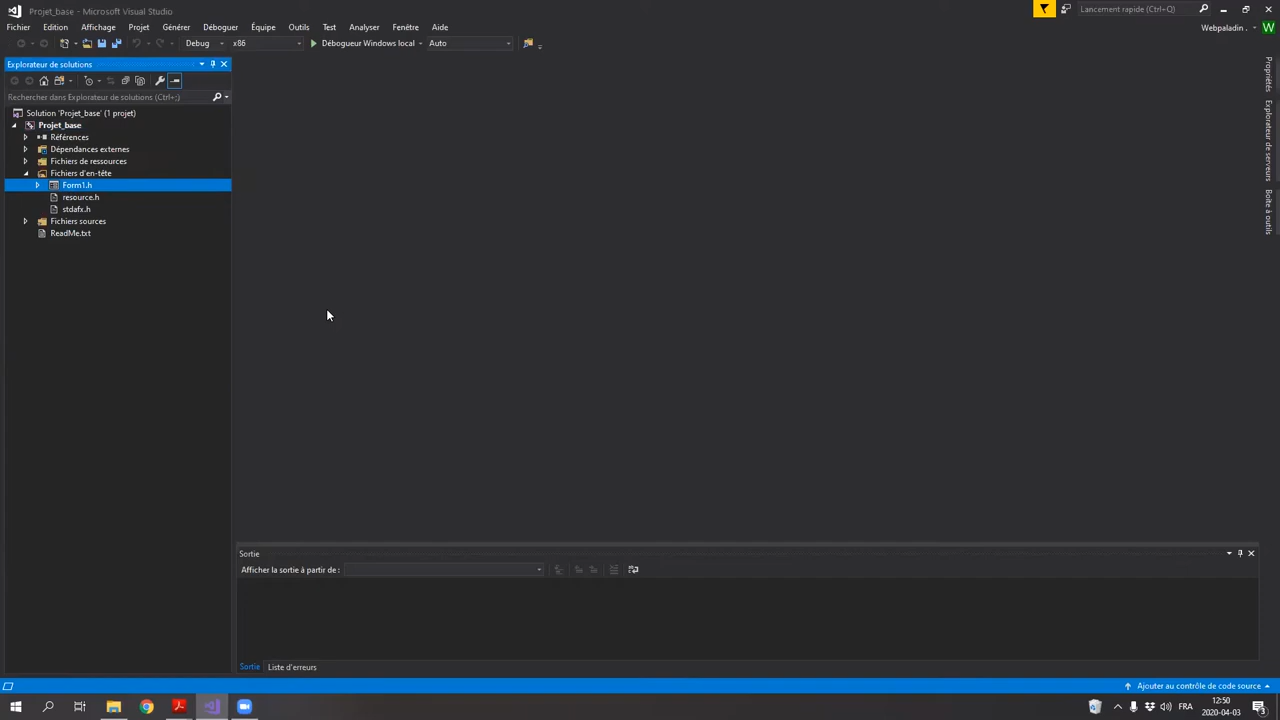 Projet_base - Microsoft Visual Studio
Lancement rapide (Ctrl+Q)
Fichier Edition Affichage Projet Générer Déboguer Équipe Outils Test Analyser Fenêtre Aide
Webpaladin . W
Debug x86 Débogueur Windows local Auto
Explorateur de solutions
Rechercher dans Explorateur de solutions (Ctrl+;)
Solution 'Projet_base' (1 projet)
Projet_base
Références
Dépendances externes
Fichiers de ressources
Fichiers d'en-tête
Form1.h
resource.h
stdafx.h
Fichiers sources
ReadMe.txt
Propriétés
Explorateur de serveurs
Boîte à outils
Sortie
Afficher la sortie à partir de :
Sortie Liste d'erreurs
Ajouter au contrôle de code source
FRA
12:50
2020-04-03
3